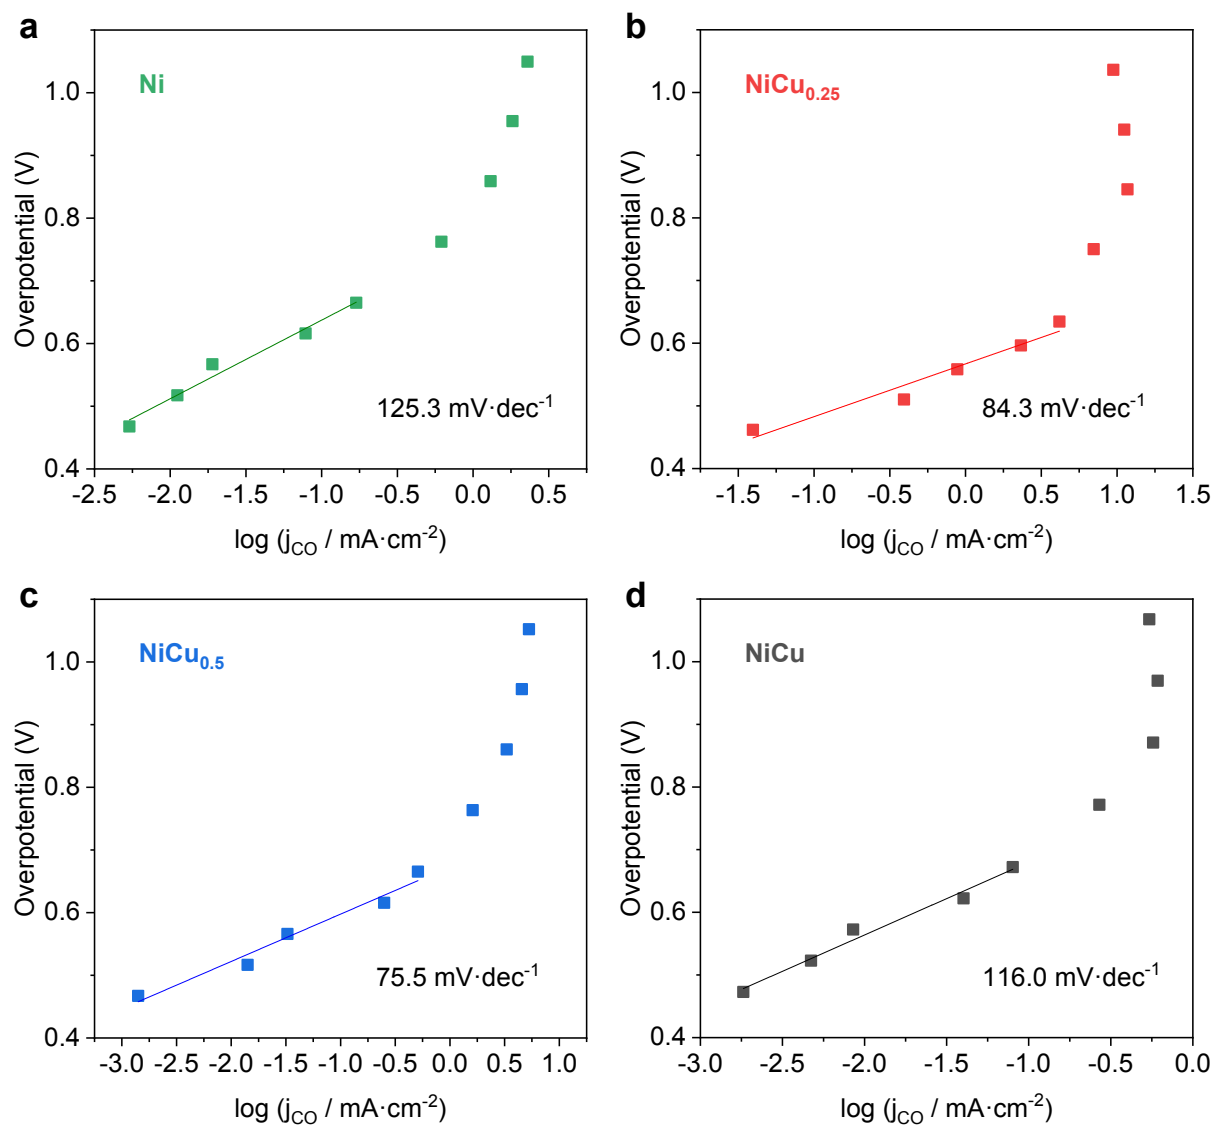 a
Ni
125.3 mV·dec⁻¹
Overpotential (V)
1.0
0.8
0.6
0.4
-2.5 -2.0 -1.5 -1.0 -0.5 0.0 0.5
log (j_CO / mA·cm⁻²)
b
NiCu₀.₂₅
84.3 mV·dec⁻¹
Overpotential (V)
1.0
0.8
0.6
0.4
-1.5 -1.0 -0.5 0.0 0.5 1.0 1.5
log (j_CO / mA·cm⁻²)
c
NiCu₀.₅
75.5 mV·dec⁻¹
Overpotential (V)
1.0
0.8
0.6
0.4
-3.0 -2.5 -2.0 -1.5 -1.0 -0.5 0.0 0.5 1.0
log (j_CO / mA·cm⁻²)
d
NiCu
116.0 mV·dec⁻¹
Overpotential (V)
1.0
0.8
0.6
0.4
-3.0 -2.5 -2.0 -1.5 -1.0 -0.5 0.0
log (j_CO / mA·cm⁻²)